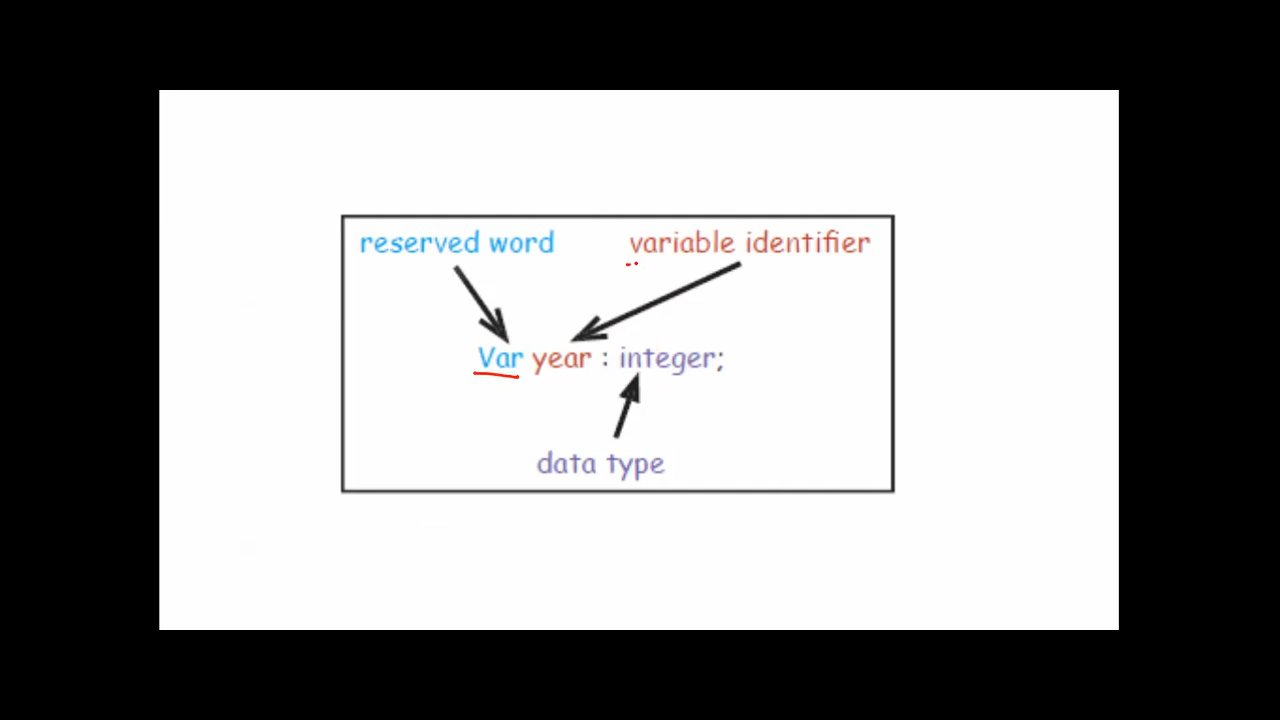 reserved word variable identifier
Var year : integer;
data type